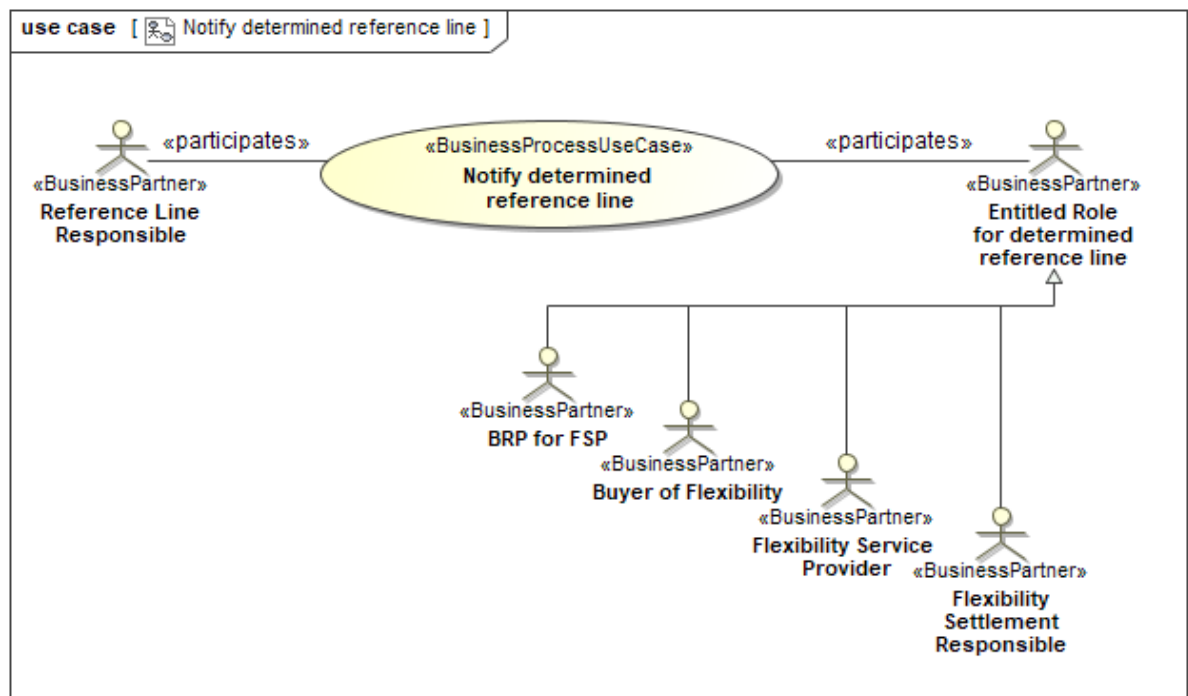 use case [ Notify determined reference line ]
«participates»
«BusinessProcessUseCase»
Notify determined
reference line
«participates»
«BusinessPartner»
Reference Line
Responsible
«BusinessPartner»
Entitled Role
for determined
reference line
«BusinessPartner»
BRP for FSP
«BusinessPartner»
Buyer of Flexibility
«BusinessPartner»
Flexibility Service
Provider
«BusinessPartner»
Flexibility
Settlement
Responsible